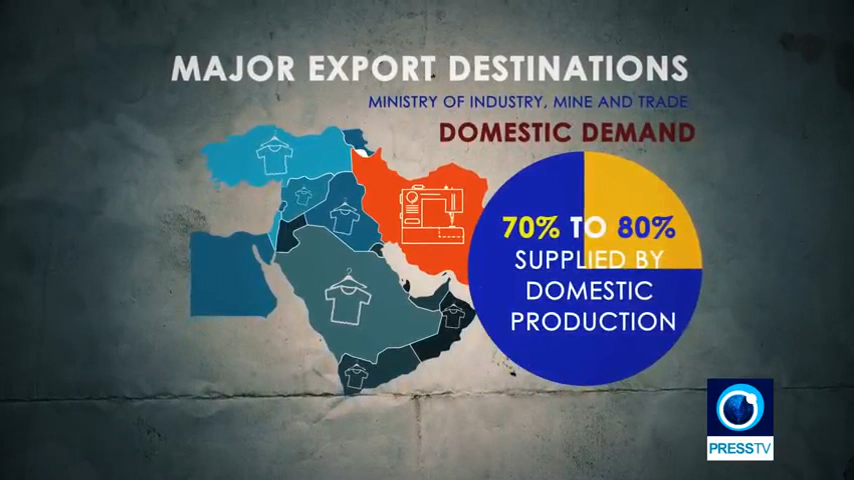 MAJOR EXPORT DESTINATIONS
MINISTRY OF INDUSTRY, MINE AND TRADE
DOMESTIC DEMAND
70% TO 80%
SUPPLIED BY
DOMESTIC
PRODUCTION
PRESSTV